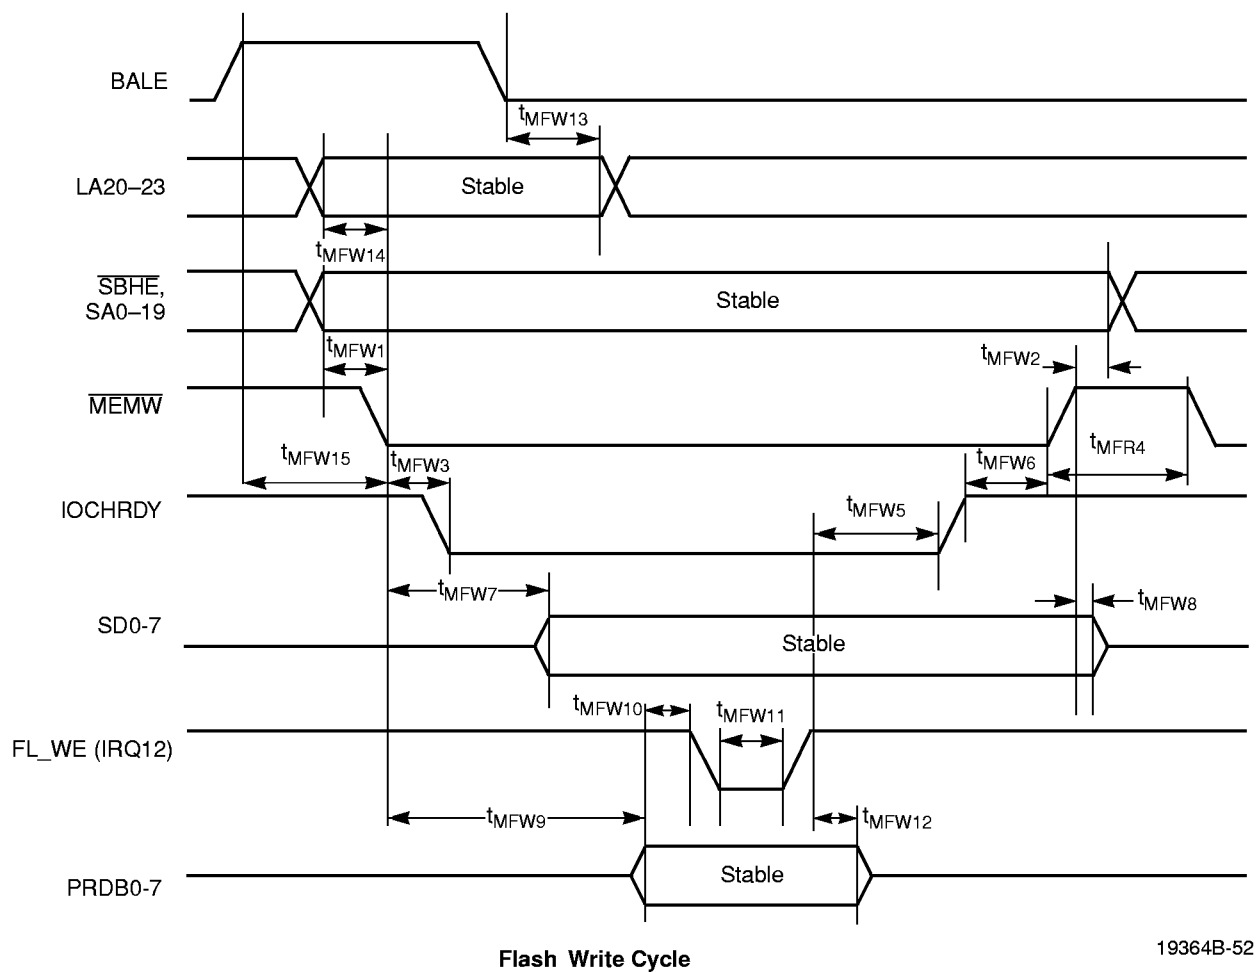 BALE
tMFW13
LA20–23
Stable
tMFW14
SBHE,
SA0–19
Stable
tMFW1
tMFW2
MEMW
tMFW15
tMFW3
tMFW6
tMFR4
IOCHRDY
tMFW5
tMFW7
tMFW8
SD0-7
Stable
tMFW10
tMFW11
FL_WE (IRQ12)
tMFW9
tMFW12
PRDB0-7
Stable
Flash Write Cycle
19364B-52